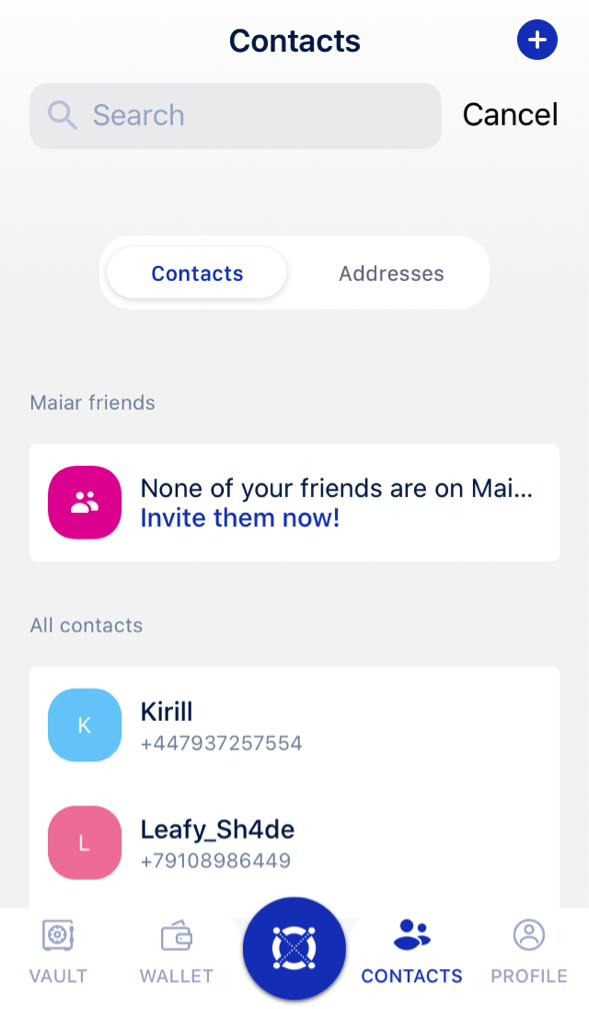 Contacts
Search
Cancel
Contacts
Addresses
Maiar friends
None of your friends are on Mai...
Invite them now!
All contacts
K
Kirill
+447937257554
L
Leafy_Sh4de
+79108986449
VAULT
WALLET
CONTACTS
PROFILE